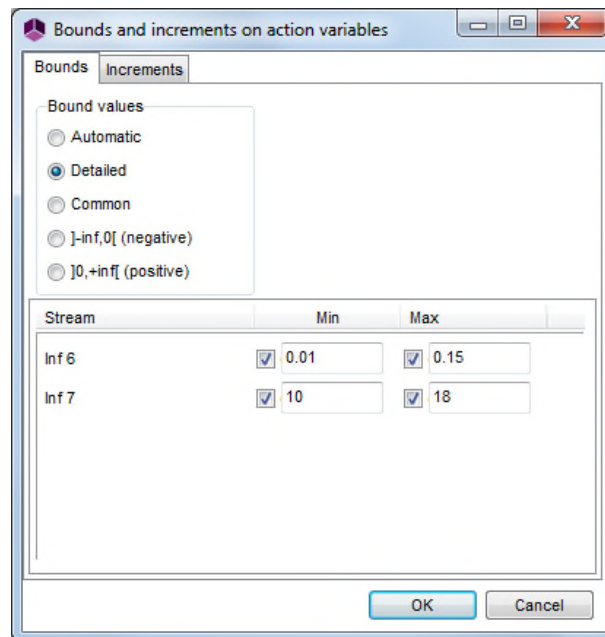 Bounds and increments on action variables
Bounds Increments
Bound values
Automatic
Detailed
Common
]-inf,0[ (negative)
]0,+inf[ (positive)
Stream Min Max
Inf 6 0.01 0.15
Inf 7 10 18
OK Cancel